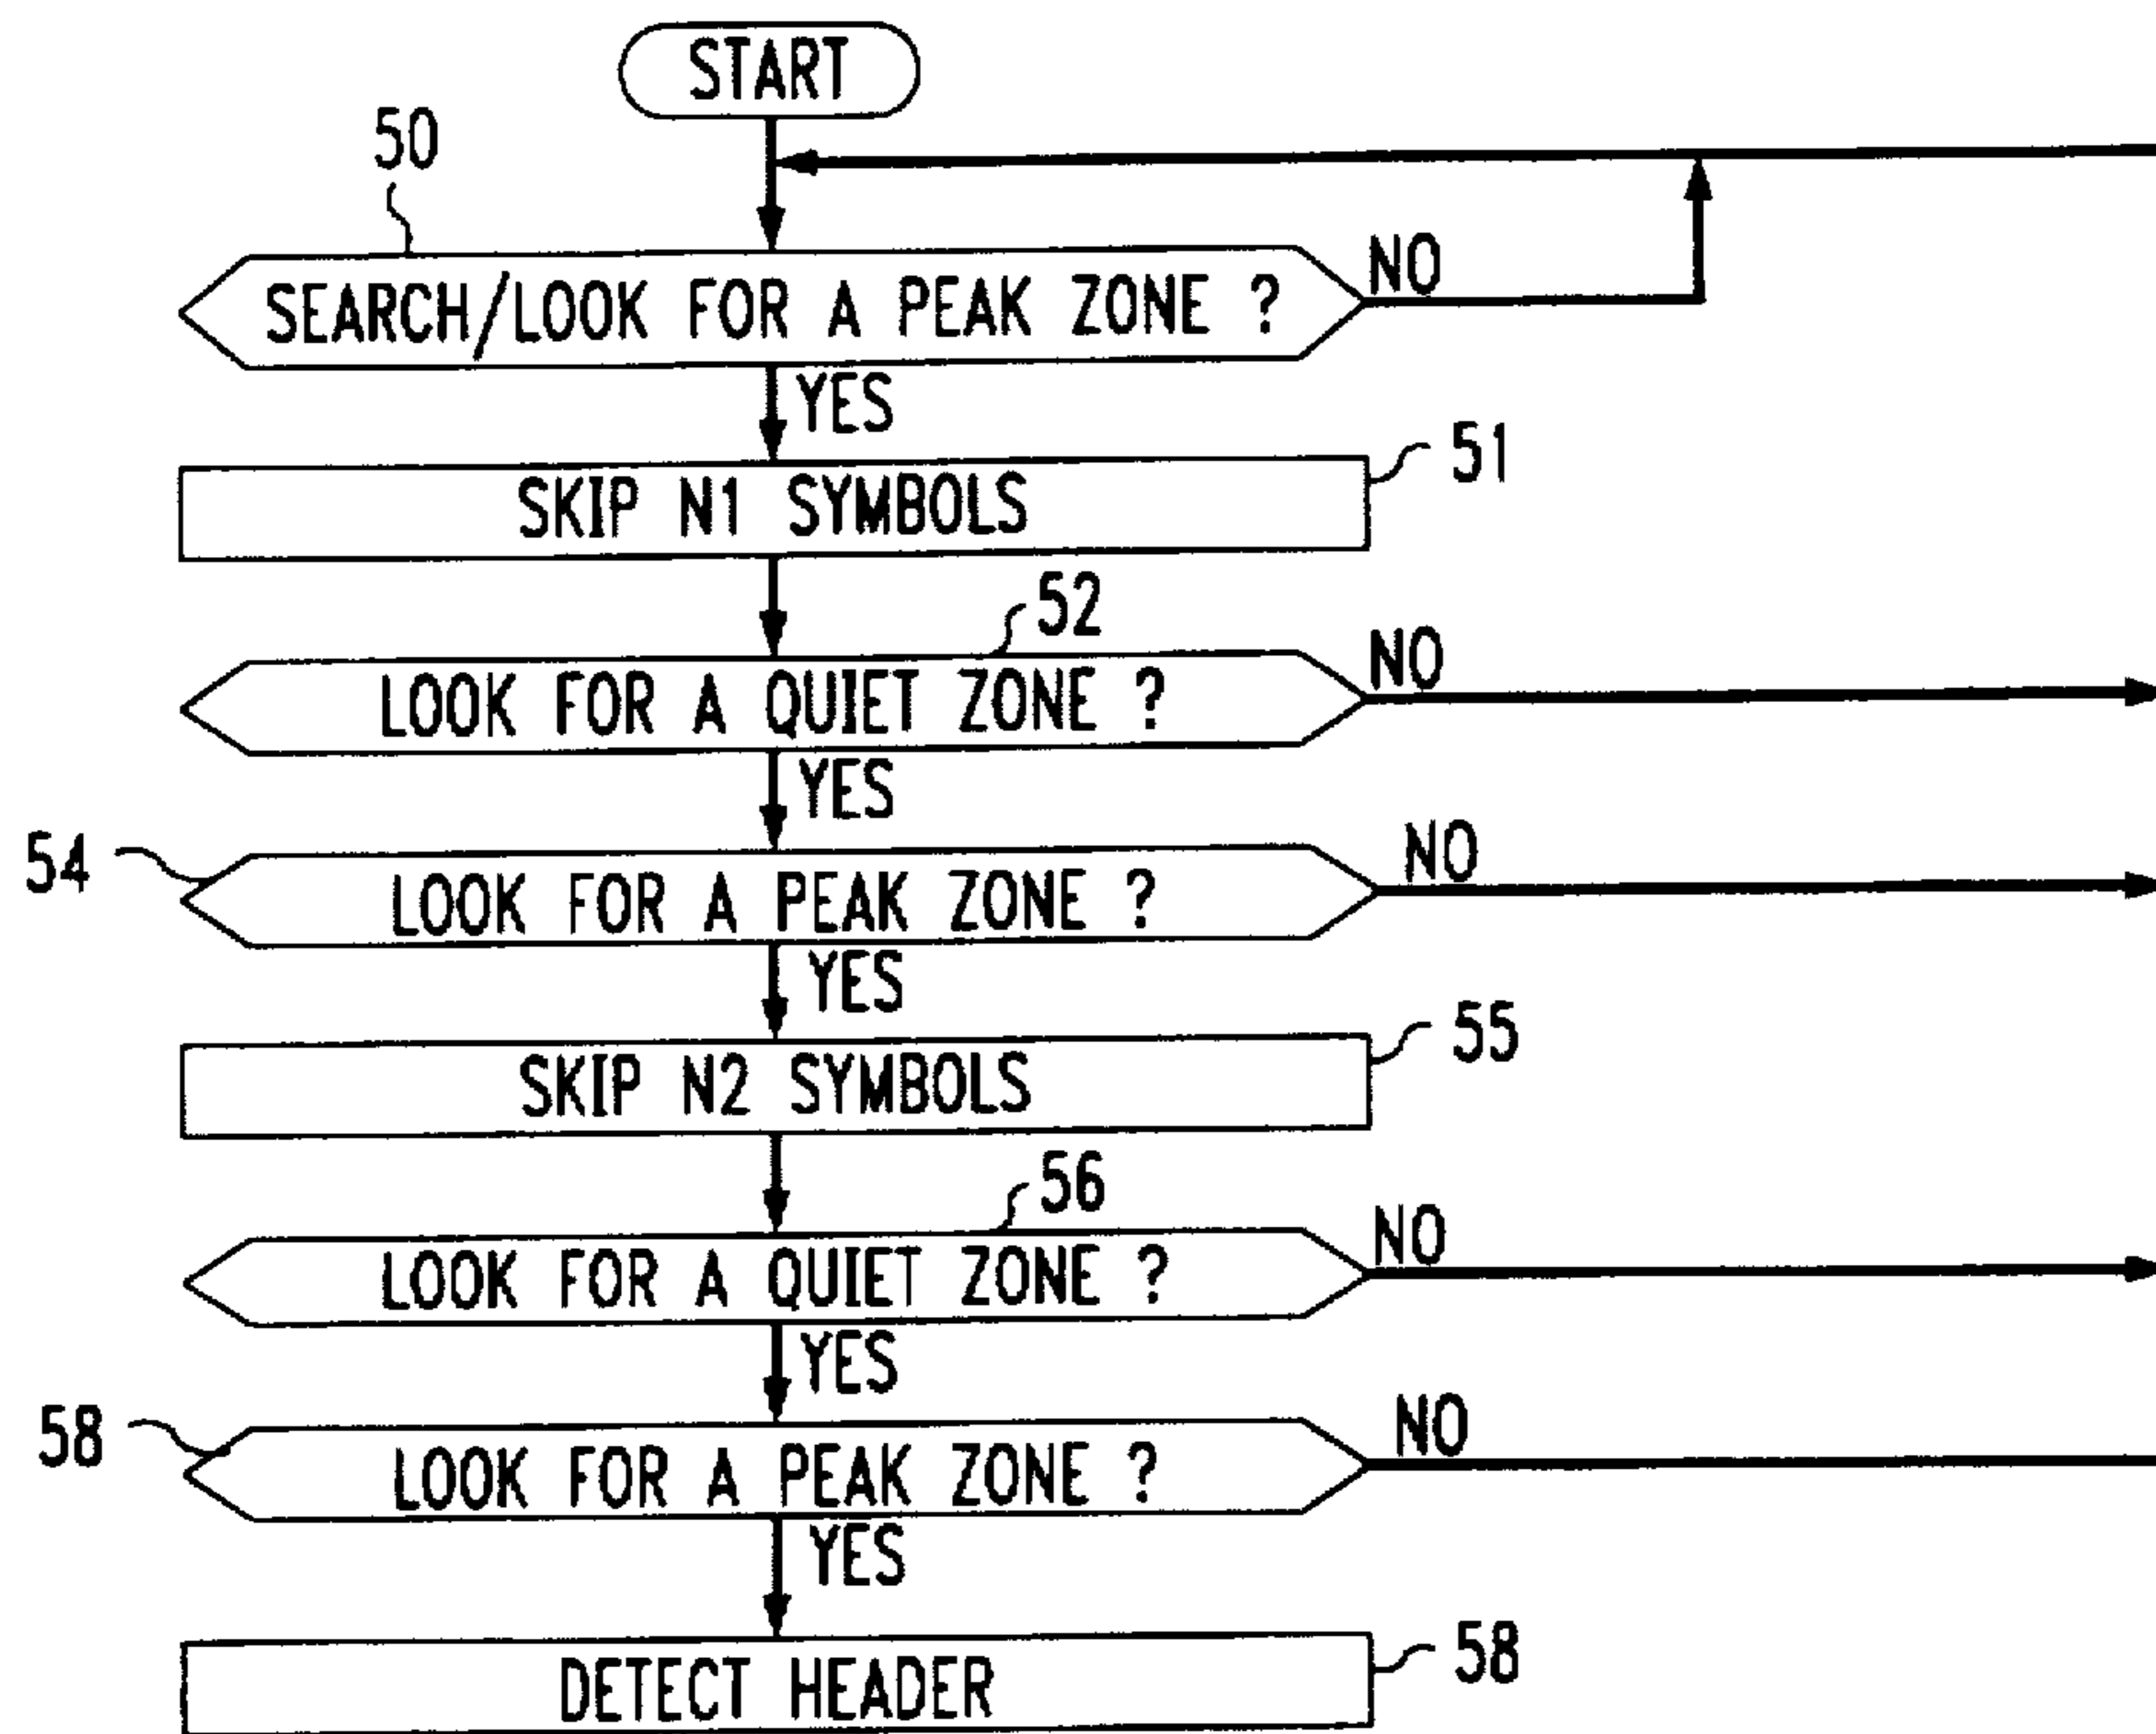 START
50
SEARCH/LOOK FOR A PEAK ZONE ?
NO
YES
SKIP N1 SYMBOLS
51
52
LOOK FOR A QUIET ZONE ?
NO
YES
54
LOOK FOR A PEAK ZONE ?
NO
YES
SKIP N2 SYMBOLS
55
56
LOOK FOR A QUIET ZONE ?
NO
YES
58
LOOK FOR A PEAK ZONE ?
NO
YES
DETECT HEADER
58